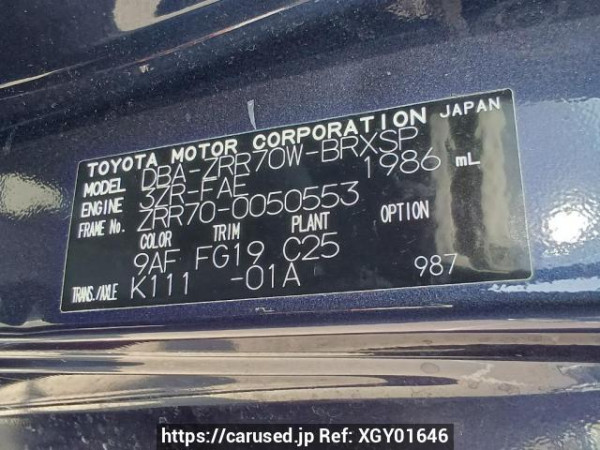 TOYOTA MOTOR CORPORATION JAPAN
MODEL DBA-ZRR70W-BRXSP
ENGINE 3ZR-FAE 1986 mL
FRAME No. ZRR70-0050553
COLOR TRIM PLANT OPTION
9AF FG19 C25
TRANS./AXLE K111 -01A 987
https://carused.jp Ref: XGY01646